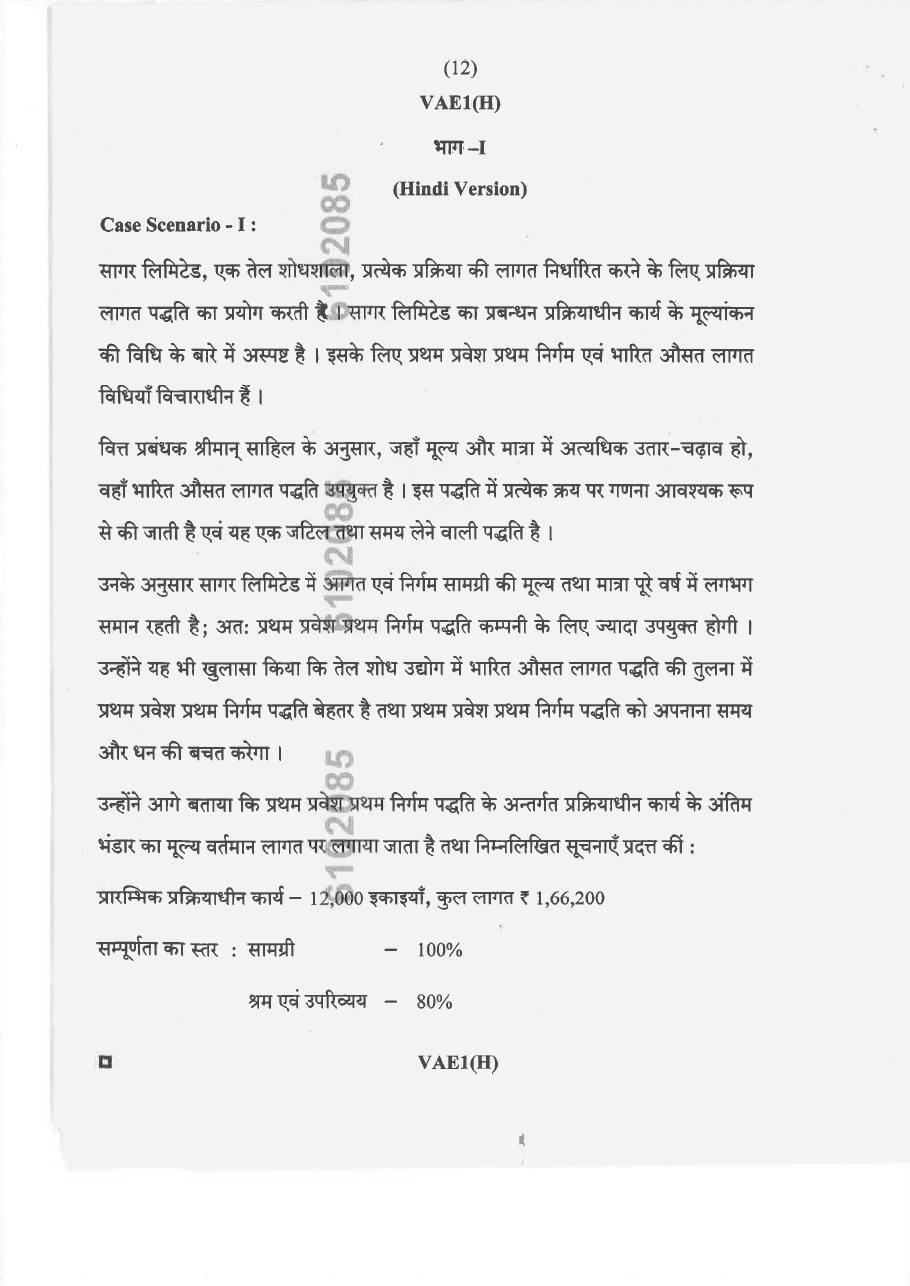 (12)
VAE1(H)
भाग –I
(Hindi Version)
Case Scenario - I :
सागर लिमिटेड, एक तेल शोधशाला, प्रत्येक प्रक्रिया की लागत निर्धारित करने के लिए प्रक्रिया
लागत पद्धति का प्रयोग करती है । सागर लिमिटेड का प्रबन्धन प्रक्रियाधीन कार्य के मूल्यांकन
की विधि के बारे में अस्पष्ट है । इसके लिए प्रथम प्रवेश प्रथम निर्गम एवं भारित औसत लागत
विधियाँ विचाराधीन हैं ।
वित्त प्रबंधक श्रीमान् साहिल के अनुसार, जहाँ मूल्य और मात्रा में अत्यधिक उतार-चढ़ाव हो,
वहाँ भारित औसत लागत पद्धति उपयुक्त है । इस पद्धति में प्रत्येक क्रय पर गणना आवश्यक रूप
से की जाती है एवं यह एक जटिल तथा समय लेने वाली पद्धति है ।
उनके अनुसार सागर लिमिटेड में आगत एवं निर्गम सामग्री की मूल्य तथा मात्रा पूरे वर्ष में लगभग
समान रहती है; अत: प्रथम प्रवेश प्रथम निर्गम पद्धति कम्पनी के लिए ज्यादा उपयुक्त होगी ।
उन्होंने यह भी खुलासा किया कि तेल शोध उद्योग में भारित औसत लागत पद्धति की तुलना में
प्रथम प्रवेश प्रथम निर्गम पद्धति बेहतर है तथा प्रथम प्रवेश प्रथम निर्गम पद्धति को अपनाना समय
और धन की बचत करेगा ।
उन्होंने आगे बताया कि प्रथम प्रवेश प्रथम निर्गम पद्धति के अन्तर्गत प्रक्रियाधीन कार्य के अंतिम
भंडार का मूल्य वर्तमान लागत पर लगाया जाता है तथा निम्नलिखित सूचनाएँ प्रदत्त कीं :
प्रारम्भिक प्रक्रियाधीन कार्य – 12,000 इकाइयाँ, कुल लागत ₹ 1,66,200
सम्पूर्णता का स्तर : सामग्री – 100%
श्रम एवं उपरिव्यय – 80%
VAE1(H)
6102085
6102085
6102085